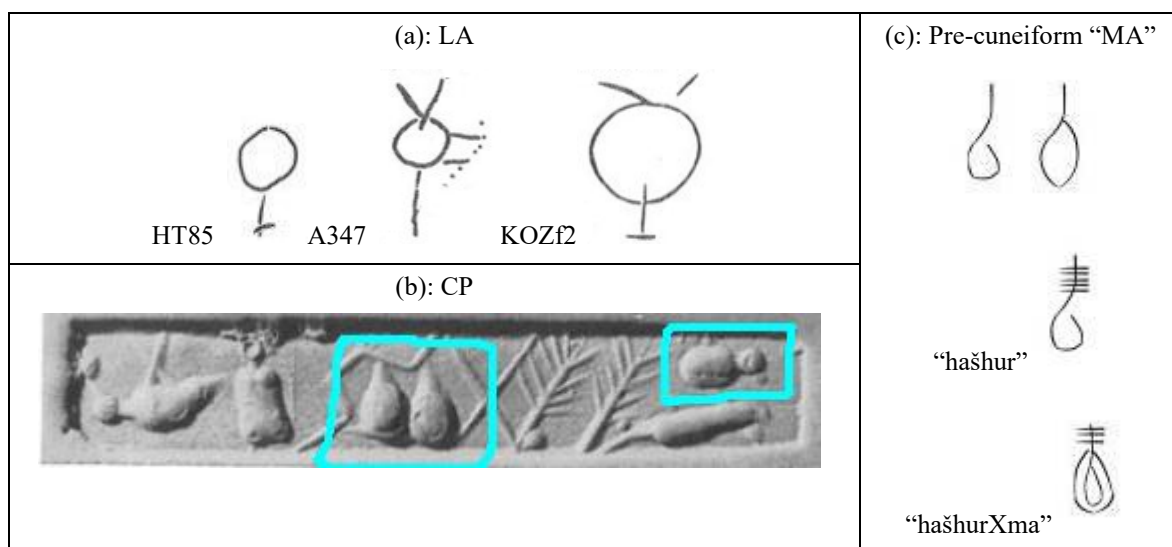 (a): LA
HT85 A347 KOZf2
(b): CP
(c): Pre-cuneiform “MA”
“hašhur”
“hašhurXma”